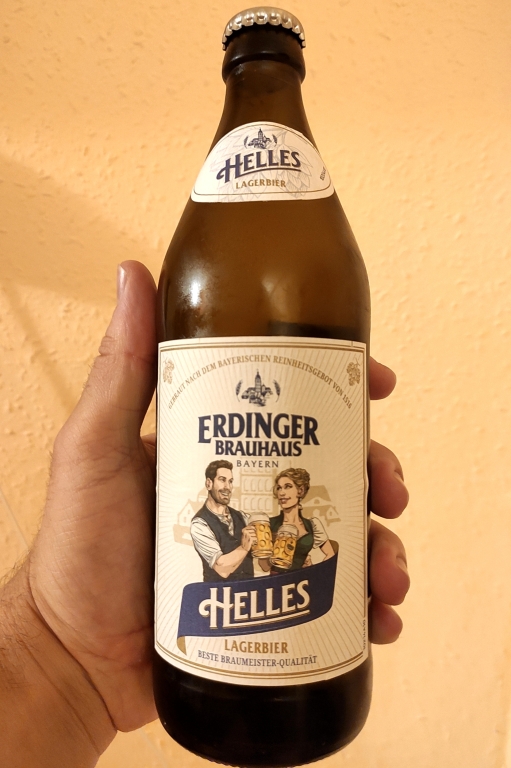 HELLES
LAGERBIER
GEBRAUT NACH DEM BAYERISCHEN REINHEITSGEBOT VON 1516
ERDINGER
BRAUHAUS
BAYERN
HELLES
LAGERBIER
BESTE BRAUMEISTER-QUALITÄT